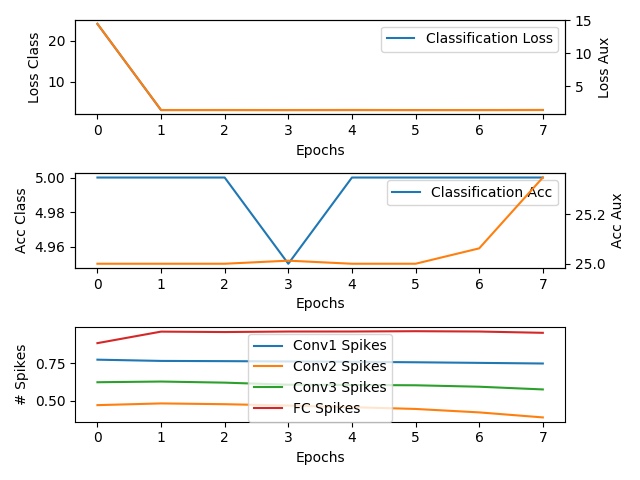 Loss Class
20
10
Classification Loss
15
10
5
Loss Aux
0 1 2 3 4 5 6 7
Epochs
Acc Class
5.00
4.98
4.96
Classification Acc
25.2
25.0
Acc Aux
0 1 2 3 4 5 6 7
Epochs
# Spikes
0.75
0.50
Conv1 Spikes
Conv2 Spikes
Conv3 Spikes
FC Spikes
0 1 2 3 4 5 6 7
Epochs